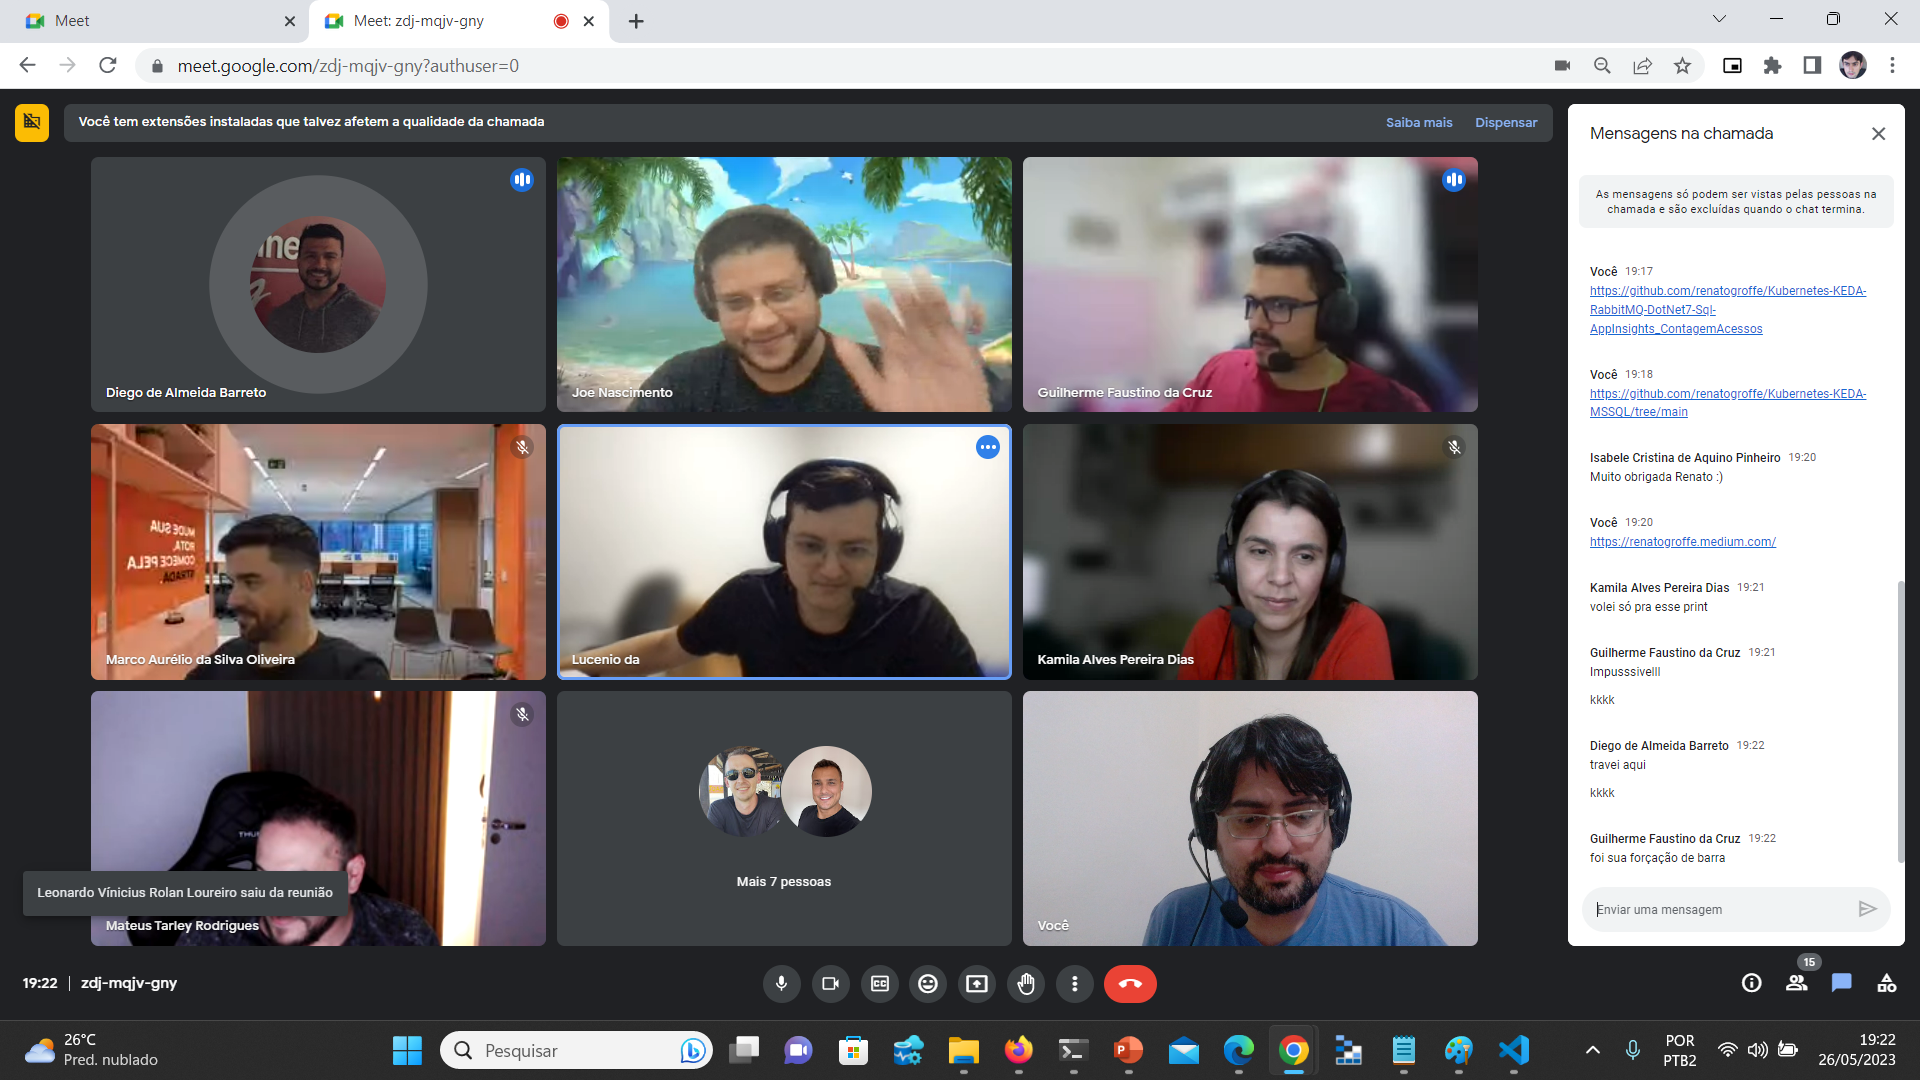 Meet
Meet: zdj-mqjv-gny
meet.google.com/zdj-mqjv-gny?authuser=0
Você tem extensões instaladas que talvez afetem a qualidade da chamada
Saiba mais
Dispensar
Diego de Almeida Barreto
Joe Nascimento
Guilherme Faustino da Cruz
MUDE SUA
ROTA,
COMECE PELA
STRADA.
Marco Aurélio da Silva Oliveira
Lucenio da
Kamila Alves Pereira Dias
Leonardo Vínicius Rolan Loureiro saiu da reunião
Mateus Tarley Rodrigues
Mais 7 pessoas
Você
Mensagens na chamada
As mensagens só podem ser vistas pelas pessoas na
chamada e são excluídas quando o chat termina.
Você 19:17
https://github.com/renatogroffe/Kubernetes-KEDA-
RabbitMQ-DotNet7-Sql-
AppInsights_ContagemAcessos
Você 19:18
https://github.com/renatogroffe/Kubernetes-KEDA-
MSSQL/tree/main
Isabele Cristina de Aquino Pinheiro 19:20
Muito obrigada Renato :)
Você 19:20
https://renatogroffe.medium.com/
Kamila Alves Pereira Dias 19:21
volei só pra esse print
Guilherme Faustino da Cruz 19:21
Impusssivelll
kkkk
Diego de Almeida Barreto 19:22
travei aqui
kkkk
Guilherme Faustino da Cruz 19:22
foi sua forçação de barra
Enviar uma mensagem
19:22 | zdj-mqjv-gny
15
26°C
Pred. nublado
Pesquisar
POR
PTB2
19:22
26/05/2023